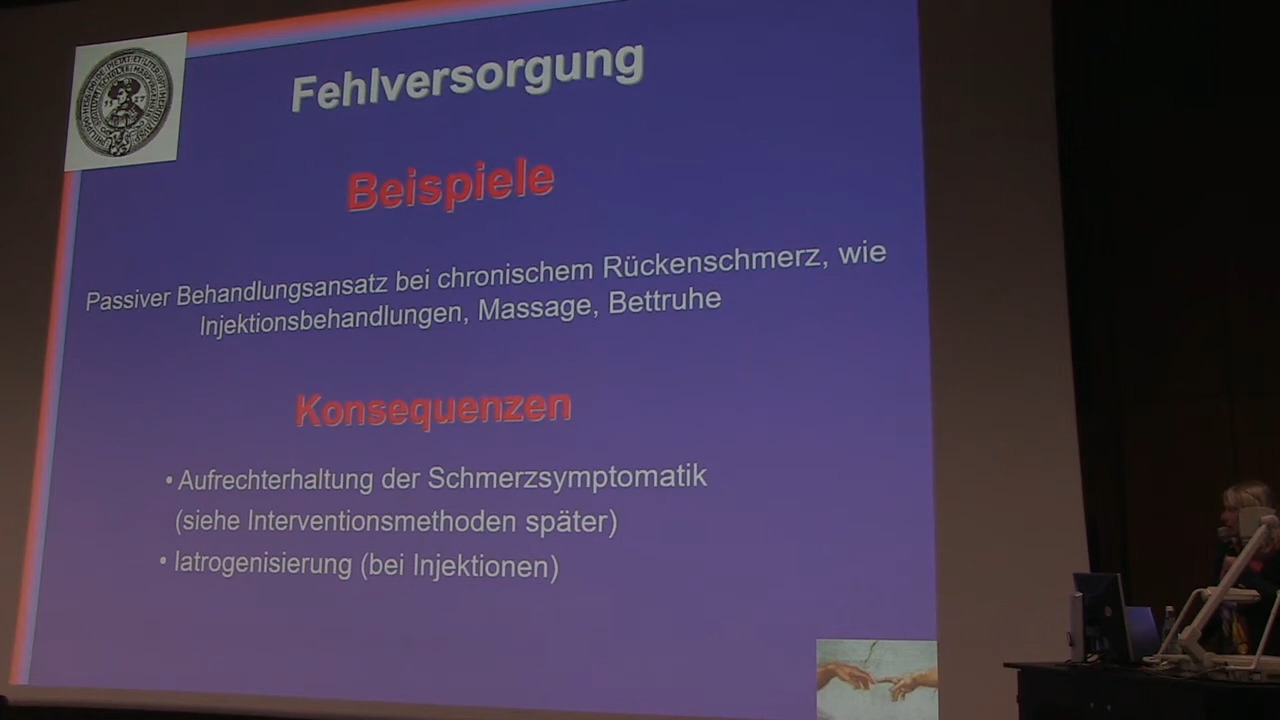 Fehlversorgung
Beispiele
Passiver Behandlungsansatz bei chronischem Rückenschmerz, wie
Injektionsbehandlungen, Massage, Bettruhe
Konsequenzen
• Aufrechterhaltung der Schmerzsymptomatik
(siehe Interventionsmethoden später)
• Iatrogenisierung (bei Injektionen)